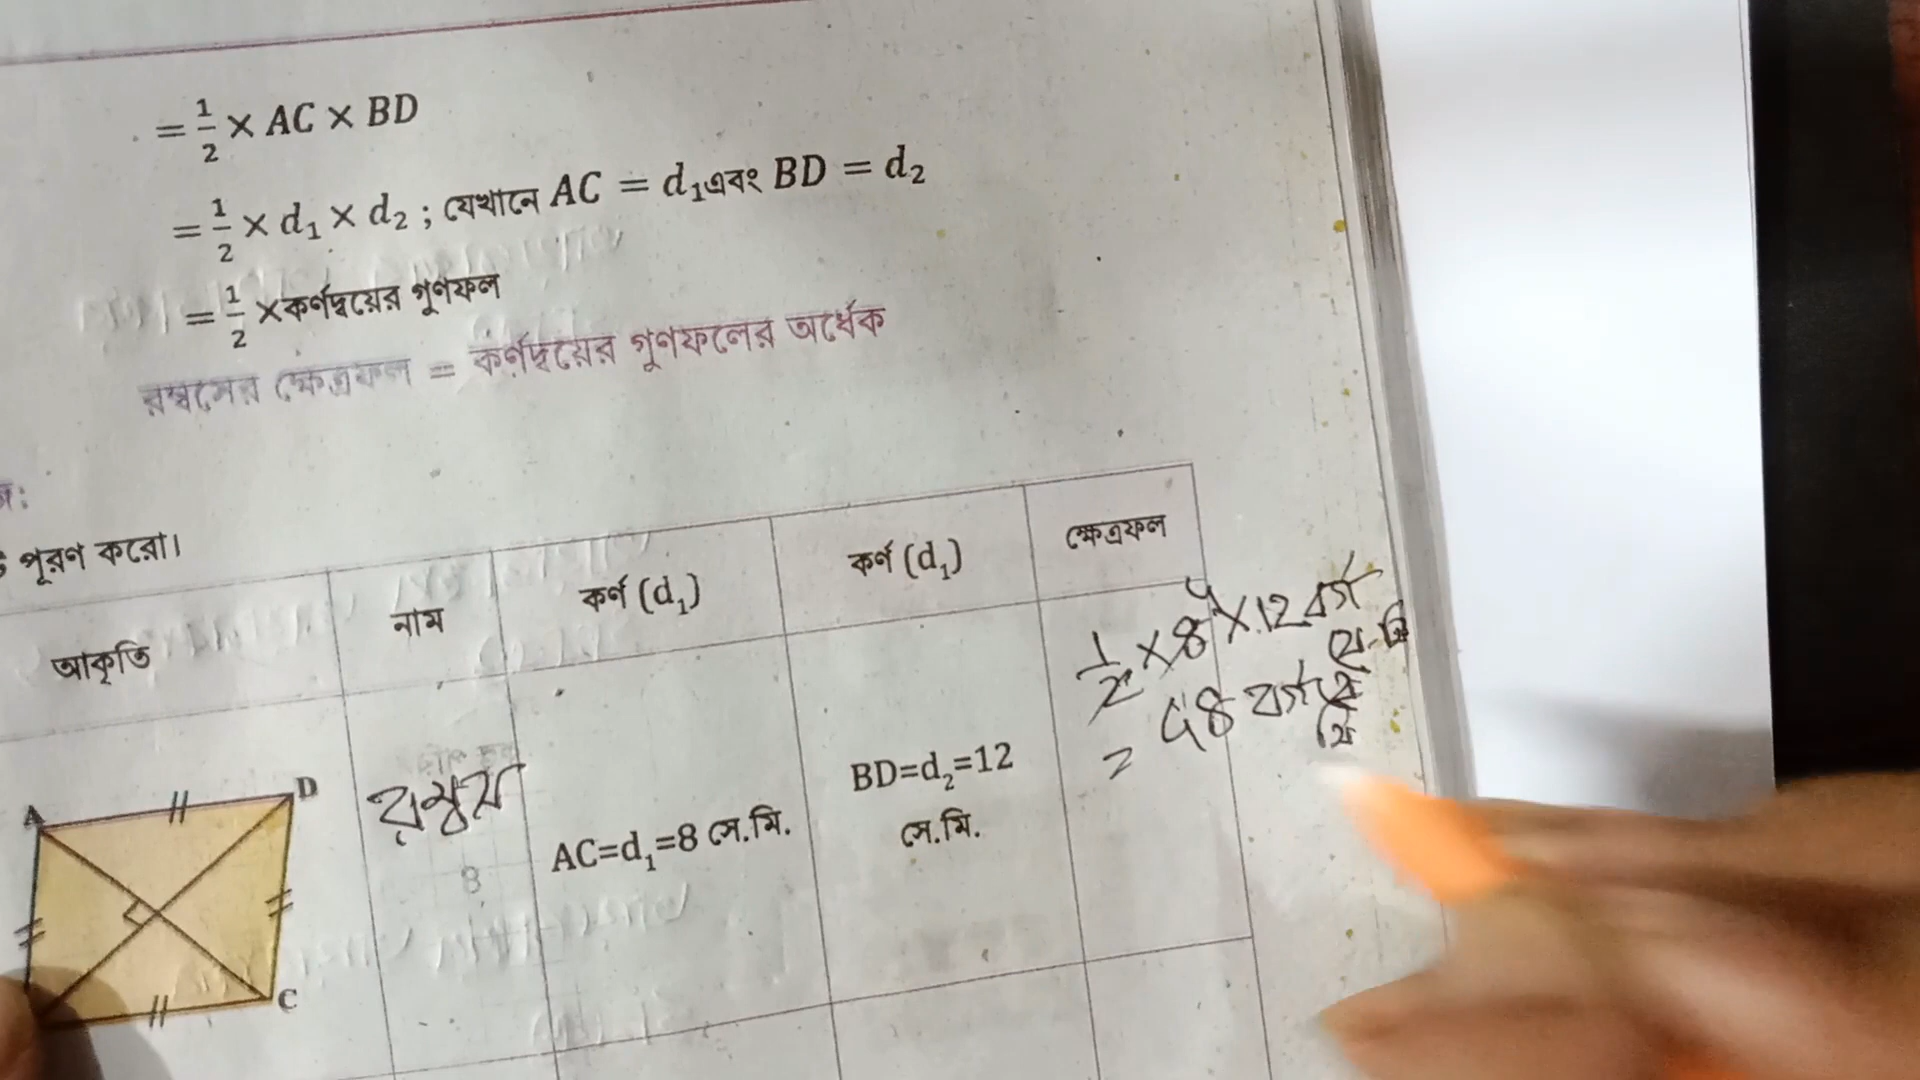 = 1/2 × AC × BD
= 1/2 × d₁ × d₂ ; যেখানে AC = d₁এবং BD = d₂
= 1/2 ×কর্ণদ্বয়ের গুণফল
রম্বসের ক্ষেত্রফল = কর্ণদ্বয়ের গুণফলের অর্ধেক
পূরণ করো।
আকৃতি
নাম
কর্ণ (d₁)
কর্ণ (d₁)
ক্ষেত্রফল
A
D
C
রম্বস
AC=d₁=8 সে.মি.
BD=d₂=12
সে.মি.
1/2 × 8 4 × 12 বর্গ
সে.মি
= 48 বর্গ সে
মি